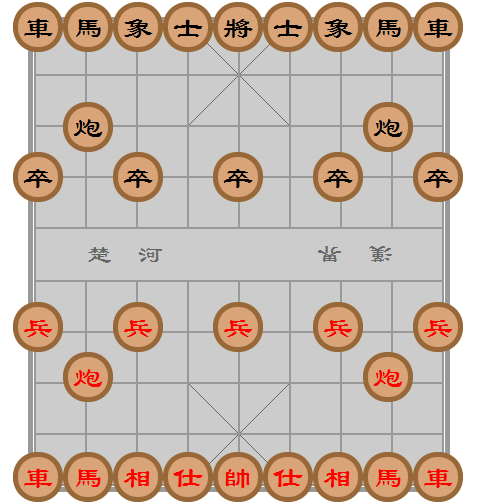 車馬象士將士象馬車
炮炮
卒卒卒卒卒
楚河 漢界
兵兵兵兵兵
炮炮
車馬相仕帥仕相馬車